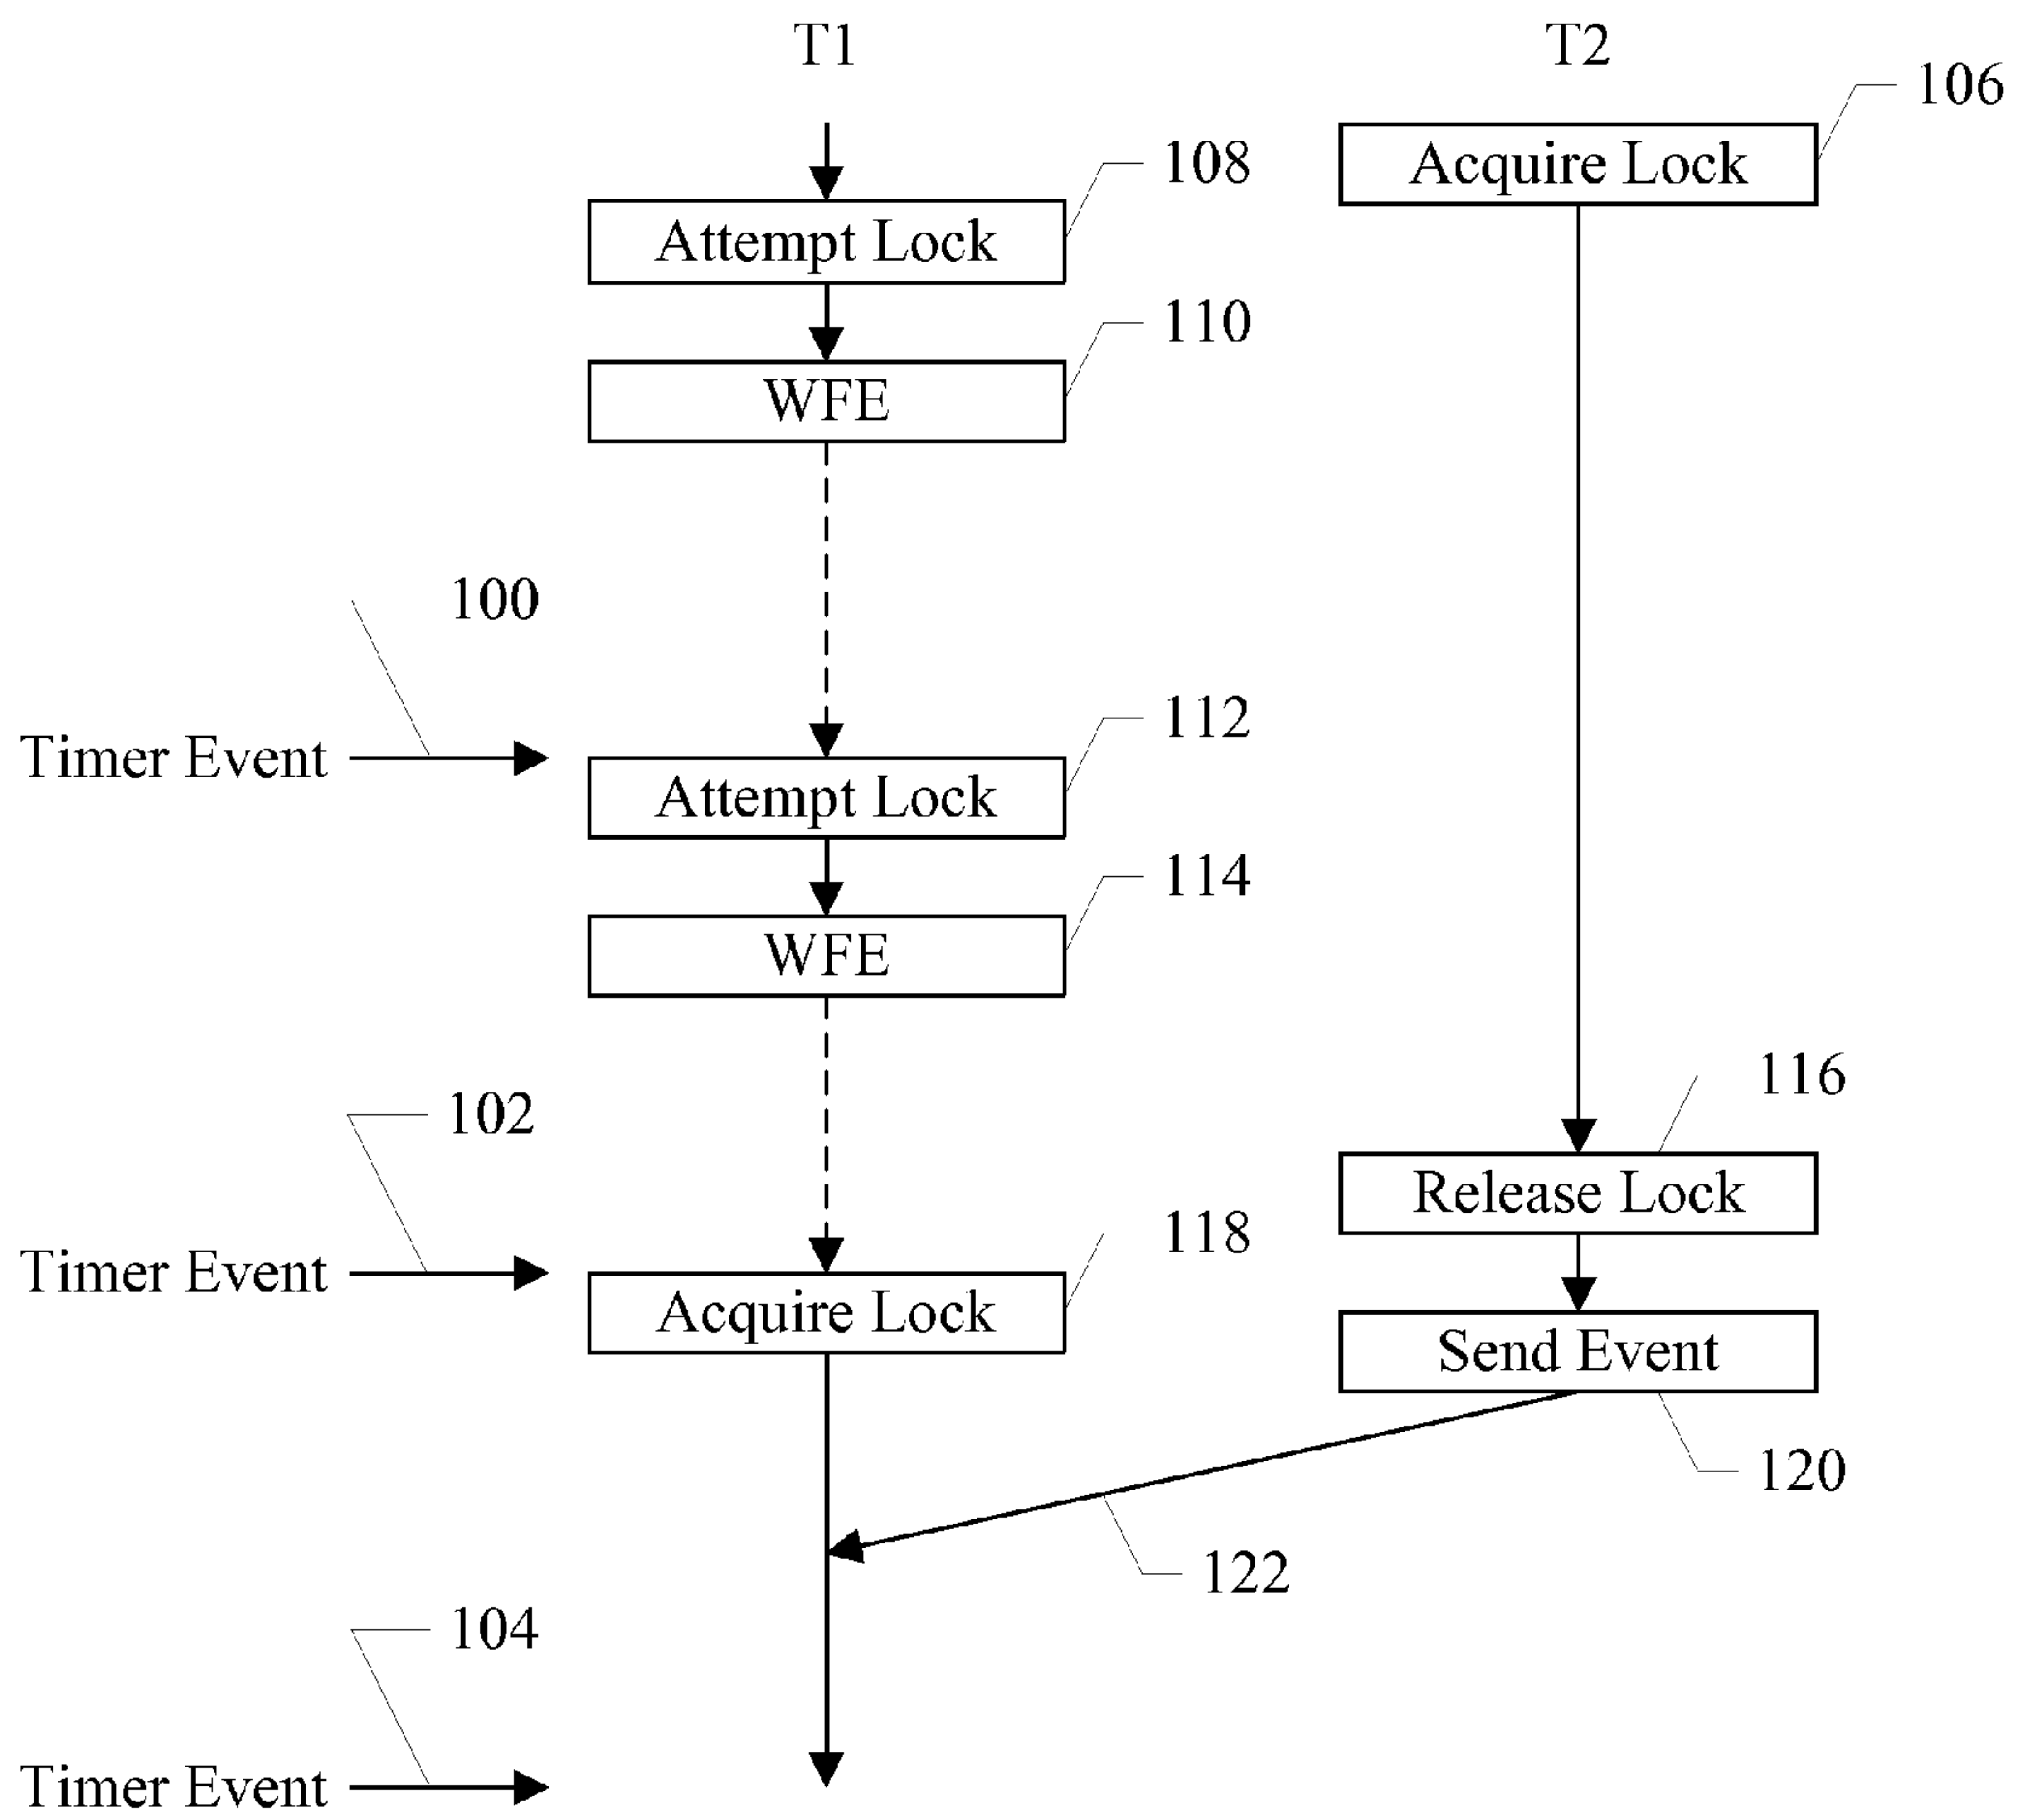 T1
T2
106
Acquire Lock
108
Attempt Lock
110
WFE
100
112
Timer Event
Attempt Lock
114
WFE
116
102
Release Lock
118
Timer Event
Acquire Lock
Send Event
120
122
104
Timer Event